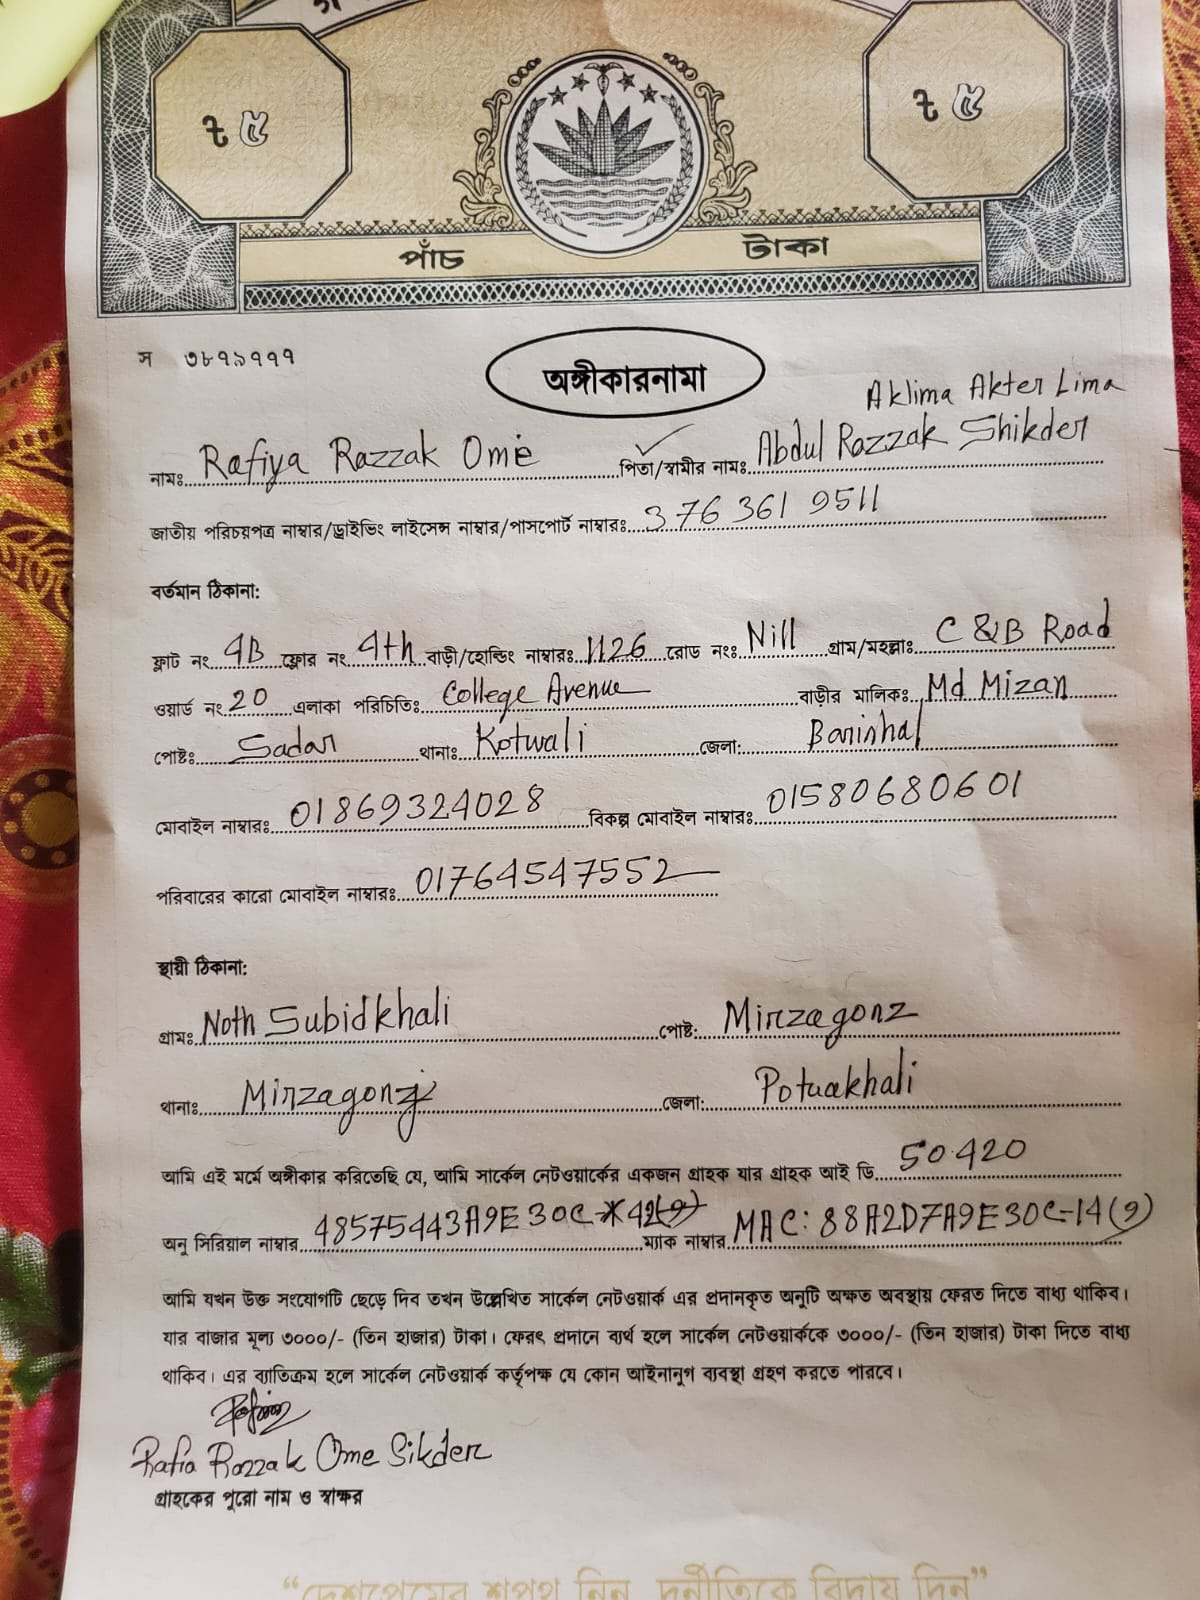 ৳ ৫ ৳ ৫
পাঁচ টাকা
স ৩৮৭৯৭৭৭
অঙ্গীকারনামা
Aklima Akter Lima
নামঃ Rafiya Razzak Ome পিতা/স্বামীর নামঃ Abdul Razzak Shikder
জাতীয় পরিচয়পত্র নাম্বার/ড্রাইভিং লাইসেন্স নাম্বার/পাসপোর্ট নাম্বারঃ 376 361 9511
বর্তমান ঠিকানা:
ফ্লাট নং 4B ফ্লোর নং 4th বাড়ী/হোল্ডিং নাম্বারঃ 1126 রোড নংঃ Nill গ্রাম/মহল্লাঃ C &B Road
ওয়ার্ড নং 20 এলাকা পরিচিতিঃ College Avenue বাড়ীর মালিকঃ Md Mizan
পোষ্টঃ Sadar থানাঃ Kotwali জেলা: Barishal
মোবাইল নাম্বারঃ 01869324028 বিকল্প মোবাইল নাম্বারঃ 01580680601
পরিবারের কারো মোবাইল নাম্বারঃ 01764547552
স্থায়ী ঠিকানা:
গ্রামঃ Noth Subidkhali পোষ্ট: Mirzagonz
থানাঃ Mirzagonj জেলা: Potuakhali
আমি এই মর্মে অঙ্গীকার করিতেছি যে, আমি সার্কেল নেটওয়ার্কের একজন গ্রাহক যার গ্রাহক আই ডি 50420
অনু সিরিয়াল নাম্বার 48575443A9E30C ম্যাক নাম্বার MAC: 88A2D7A9E30C-14(9)
আমি যখন উক্ত সংযোগটি ছেড়ে দিব তখন উল্লেখিত সার্কেল নেটওয়ার্ক এর প্রদানকৃত অনুটি অক্ষত অবস্থায় ফেরত দিতে বাধ্য থাকিব।
যার বাজার মূল্য ৩০০০/- (তিন হাজার) টাকা। ফেরৎ প্রদানে ব্যর্থ হলে সার্কেল নেটওয়ার্ককে ৩০০০/- (তিন হাজার) টাকা দিতে বাধ্য
থাকিব। এর ব্যাতিক্রম হলে সার্কেল নেটওয়ার্ক কর্তৃপক্ষ যে কোন আইনানুগ ব্যবস্থা গ্রহণ করতে পারবে।
Rafia Razzak Ome Sikder
গ্রাহকের পুরো নাম ও স্বাক্ষর
“দেশপ্রেমের শপথ নিন, দুর্নীতিকে বিদায় দিন”